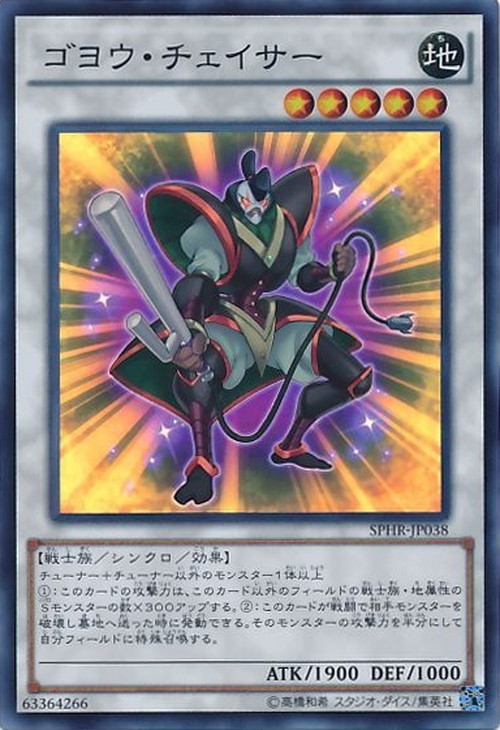 ゴヨウ・チェイサー
地
SPHR-JP038
【戦士族／シンクロ／効果】
チューナー＋チューナー以外のモンスター1体以上
①：このカードの攻撃力は、このカード以外のフィールドの戦士族・地属性の
Ｓモンスターの数×300アップする。②：このカードが戦闘で相手モンスターを
破壊し墓地へ送った時に発動できる。そのモンスターの攻撃力を半分にして
自分フィールドに特殊召喚する。
ATK/1900 DEF/1000
63364266
©高橋和希 スタジオ・ダイス/集英社